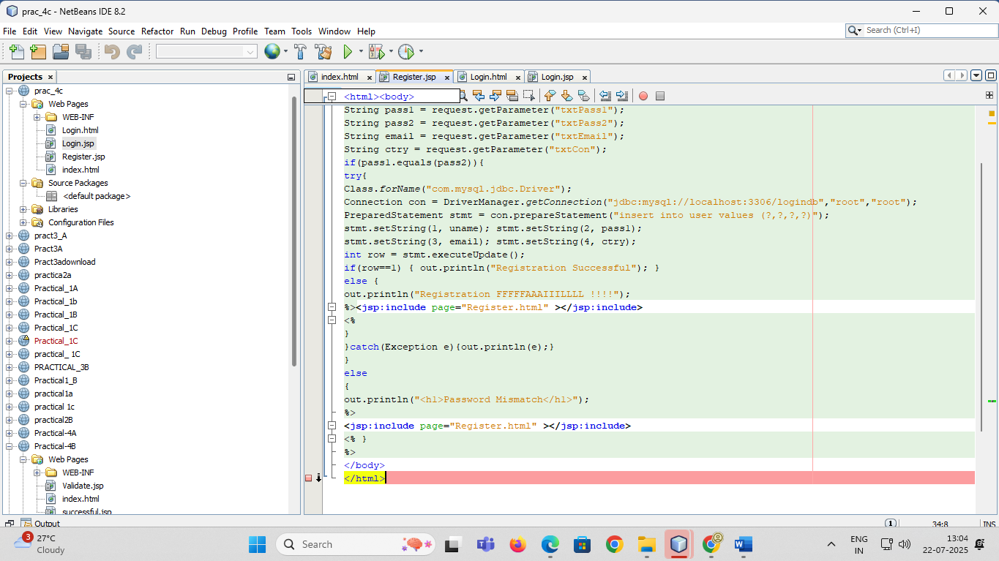 prac_4c - NetBeans IDE 8.2
File Edit View Navigate Source Refactor Run Debug Profile Team Tools Window Help
Search (Ctrl+I)
Projects
prac_4c
Web Pages
WEB-INF
Login.html
Login.jsp
Register.jsp
index.html
Source Packages
<default package>
Libraries
Configuration Files
pract3_A
Pract3A
Pract3adownload
practica2a
Practical_1A
Practical_1b
Practical_1B
Practical_1C
Practical_1C
practical_ 1C
PRACTICAL_3B
Practical1_B
practical1a
practical 1c
practical2B
Practical-4A
Practical-4B
Web Pages
WEB-INF
Validate.jsp
index.html
successful.jsp
index.html Register.jsp Login.html Login.jsp
<html><body>
String pass1 = request.getParameter("txtPass1");
String pass2 = request.getParameter("txtPass2");
String email = request.getParameter("txtEmail");
String ctry = request.getParameter("txtCon");
if(pass1.equals(pass2)){
try{
Class.forName("com.mysql.jdbc.Driver");
Connection con = DriverManager.getConnection("jdbc:mysql://localhost:3306/logindb","root","root");
PreparedStatement stmt = con.prepareStatement("insert into user values (?,?,?,?)");
stmt.setString(1, uname); stmt.setString(2, pass1);
stmt.setString(3, email); stmt.setString(4, ctry);
int row = stmt.executeUpdate();
if(row==1) { out.println("Registration Successful"); }
else {
out.println("Registration FFFFFAAAIIILLLL !!!!");
%><jsp:include page="Register.html" ></jsp:include>
<%
}
}catch(Exception e){out.println(e);}
}
else
{
out.println("<h1>Password Mismatch</h1>");
%>
<jsp:include page="Register.html" ></jsp:include>
<% }
%>
</body>
</html>
Output
1
34:8
INS
3
27°C
Cloudy
Search
ENG
IN
13:04
22-07-2025